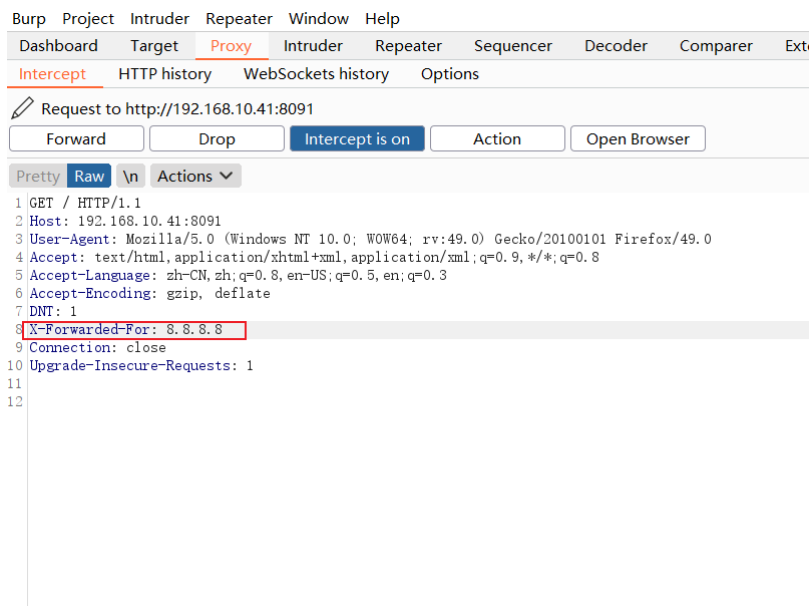 Burp Project Intruder Repeater Window Help
Dashboard Target Proxy Intruder Repeater Sequencer Decoder Comparer Exte
Intercept HTTP history WebSockets history Options
Request to http://192.168.10.41:8091
Forward Drop Intercept is on Action Open Browser
Pretty Raw \n Actions
1 GET / HTTP/1.1
2 Host: 192.168.10.41:8091
3 User-Agent: Mozilla/5.0 (Windows NT 10.0; WOW64; rv:49.0) Gecko/20100101 Firefox/49.0
4 Accept: text/html,application/xhtml+xml,application/xml;q=0.9,*/*;q=0.8
5 Accept-Language: zh-CN,zh;q=0.8,en-US;q=0.5,en;q=0.3
6 Accept-Encoding: gzip, deflate
7 DNT: 1
8 X-Forwarded-For: 8.8.8.8
9 Connection: close
10 Upgrade-Insecure-Requests: 1
11
12